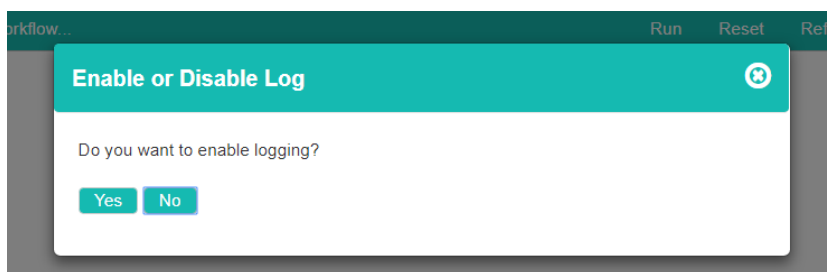 orkflow...
Run Reset Ref
Enable or Disable Log
Do you want to enable logging?
Yes No